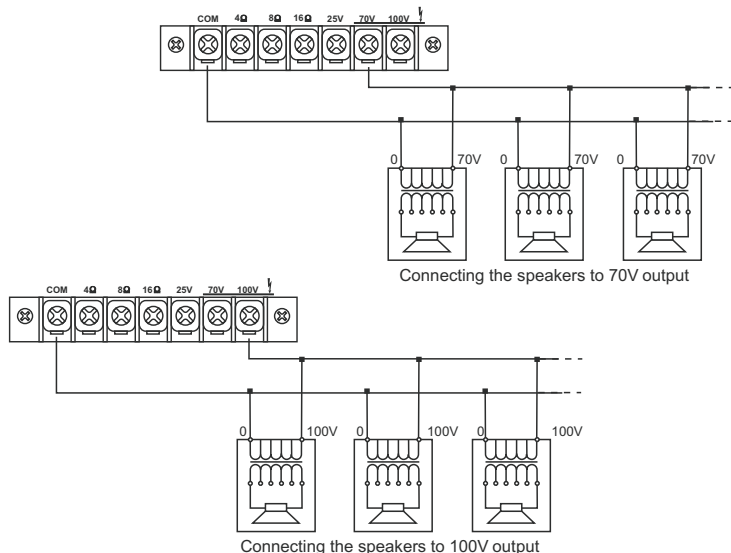 COM 4Ω 8Ω 16Ω 25V 70V 100V
0 70V 0 70V 0 70V
Connecting the speakers to 70V output
COM 4Ω 8Ω 16Ω 25V 70V 100V
0 100V 0 100V 0 100V
Connecting the speakers to 100V output